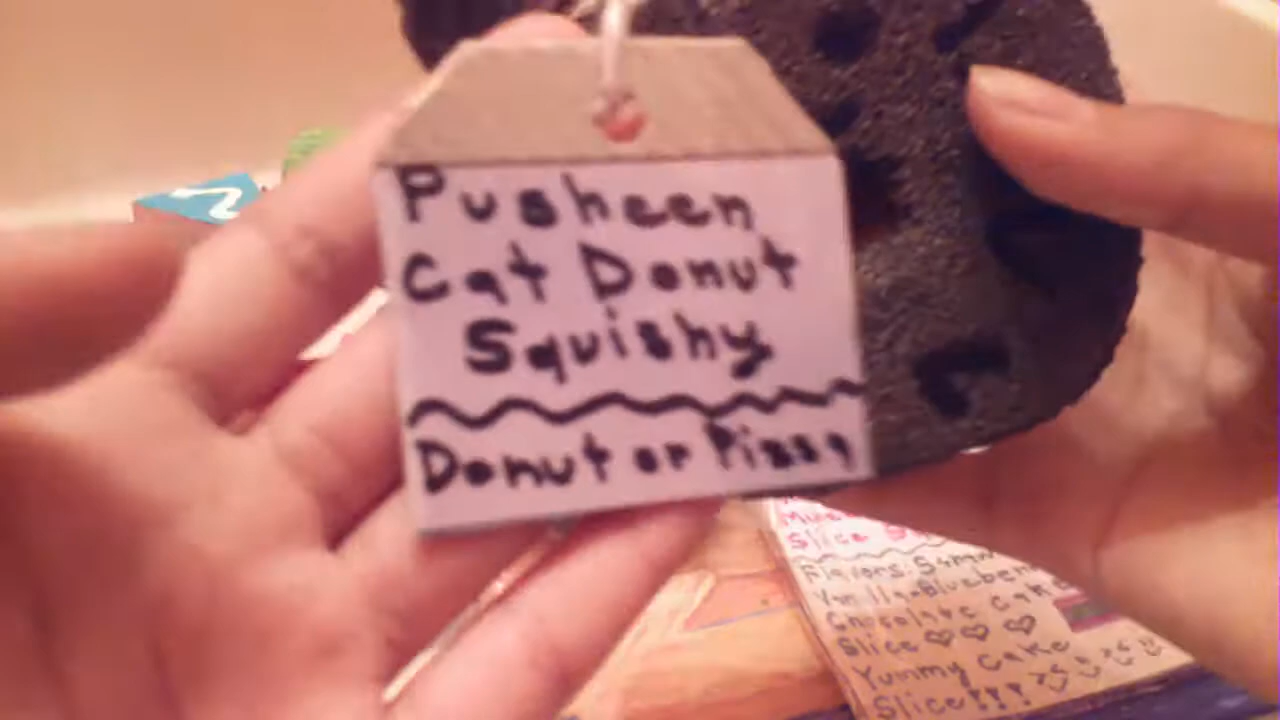 Pusheen
Cat Donut
Squishy
Donut or Pizza
Slice
Flavors:
Vanilla-Blueberry
Chocolate Cake
Slice ♡ ♡ ♡
Yummy Cake
Slice!!!